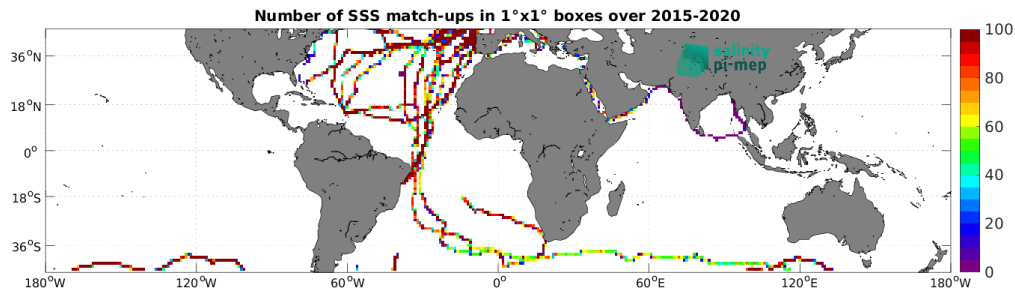 Number of SSS match-ups in 1°x1° boxes over 2015-2020
36°N
18°N
0°
18°S
36°S
180°W
120°W
60°W
0°
60°E
120°E
180°W
salinity
pi-mep
100
80
60
40
20
0